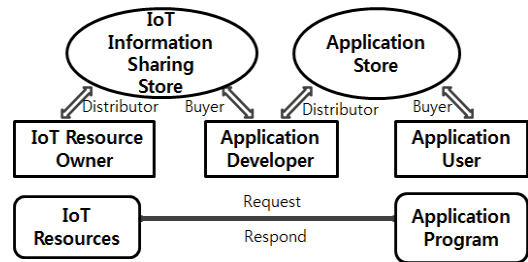 IoT
Information
Sharing
Store
Application
Store
Distributor
Buyer
Distributor
Buyer
IoT Resource
Owner
Application
Developer
Application
User
IoT
Resources
Request
Respond
Application
Program